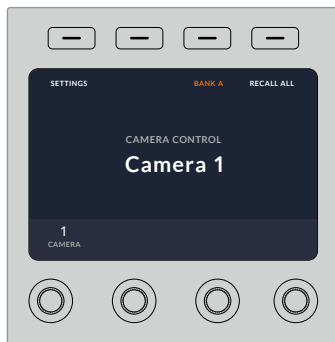 SETTINGS BANK A RECALL ALL
CAMERA CONTROL
Camera 1
1
CAMERA